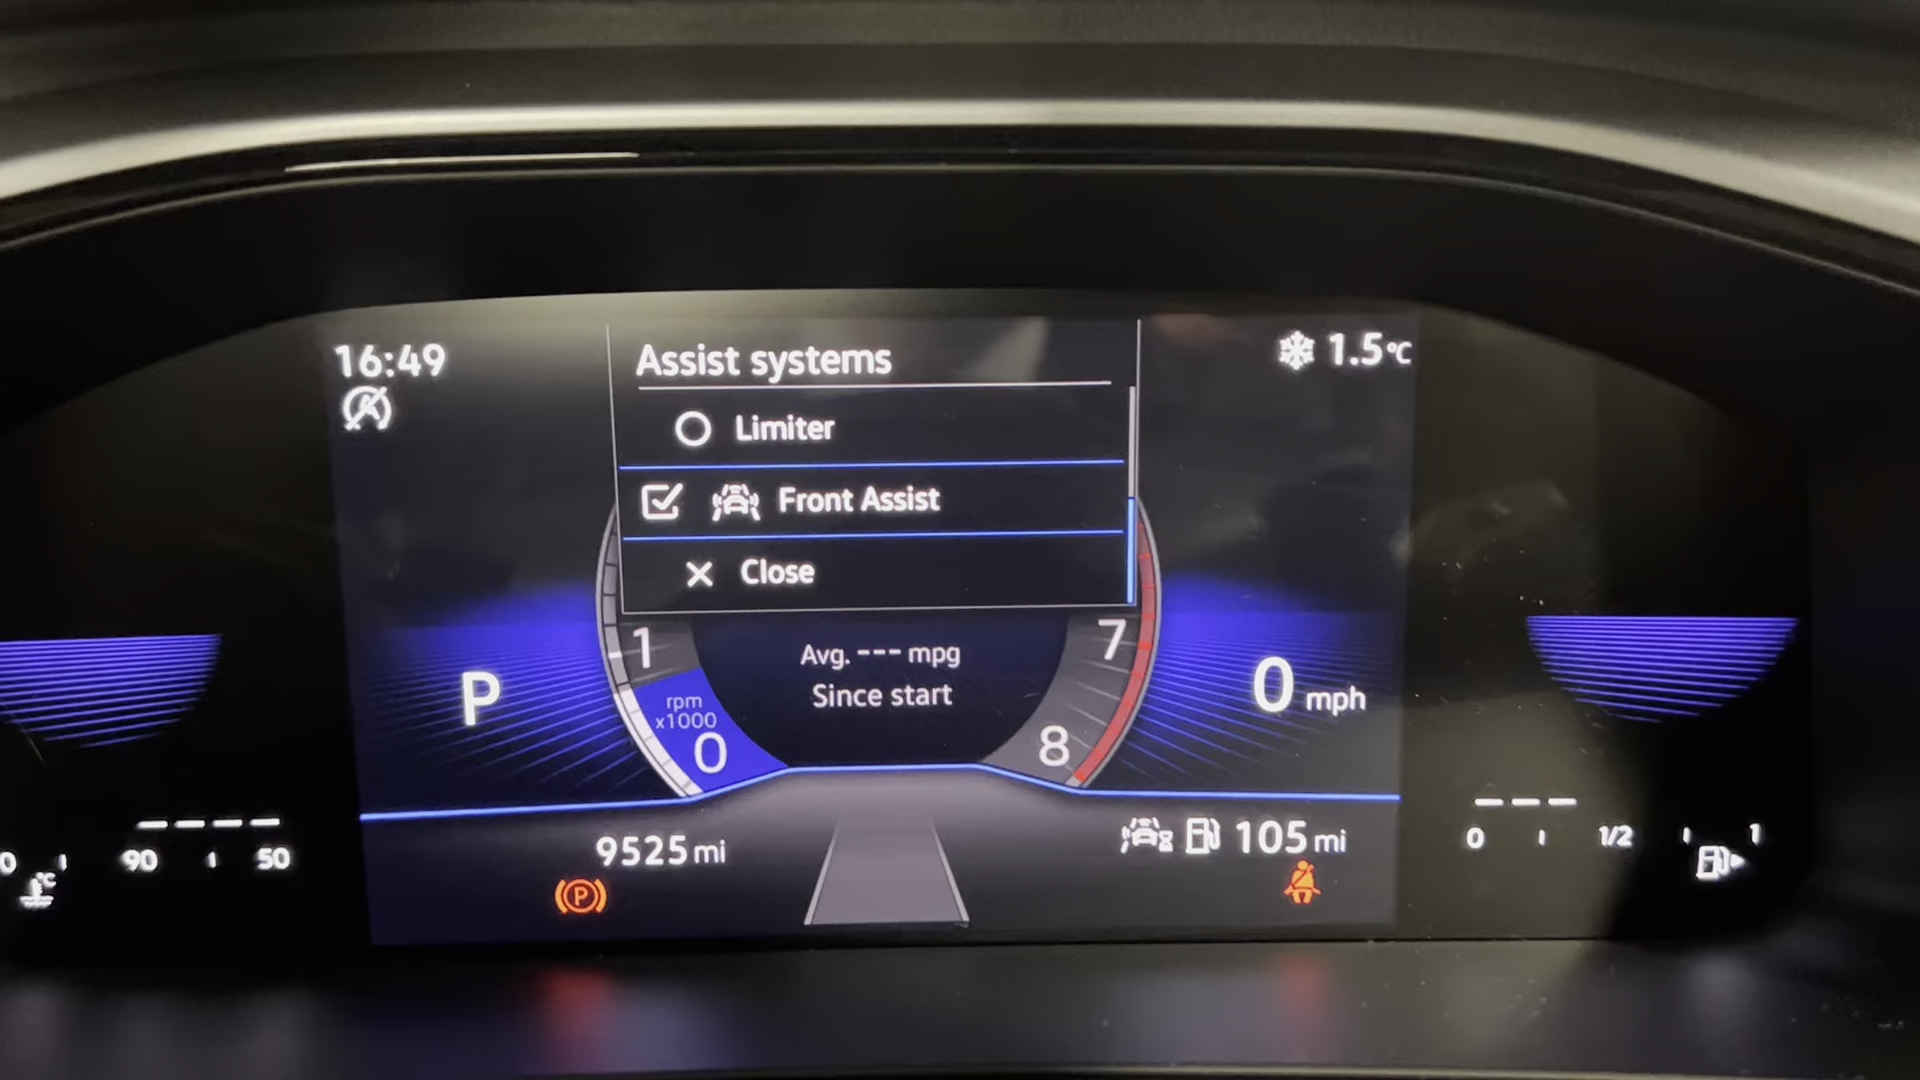 16:49
Assist systems
1.5°C
Limiter
Front Assist
Close
1
Avg. --- mpg
7
Since start
P
rpm
x1000
0
8
0 mph
9525 mi
105 mi
90
50
0
1/2
1
P